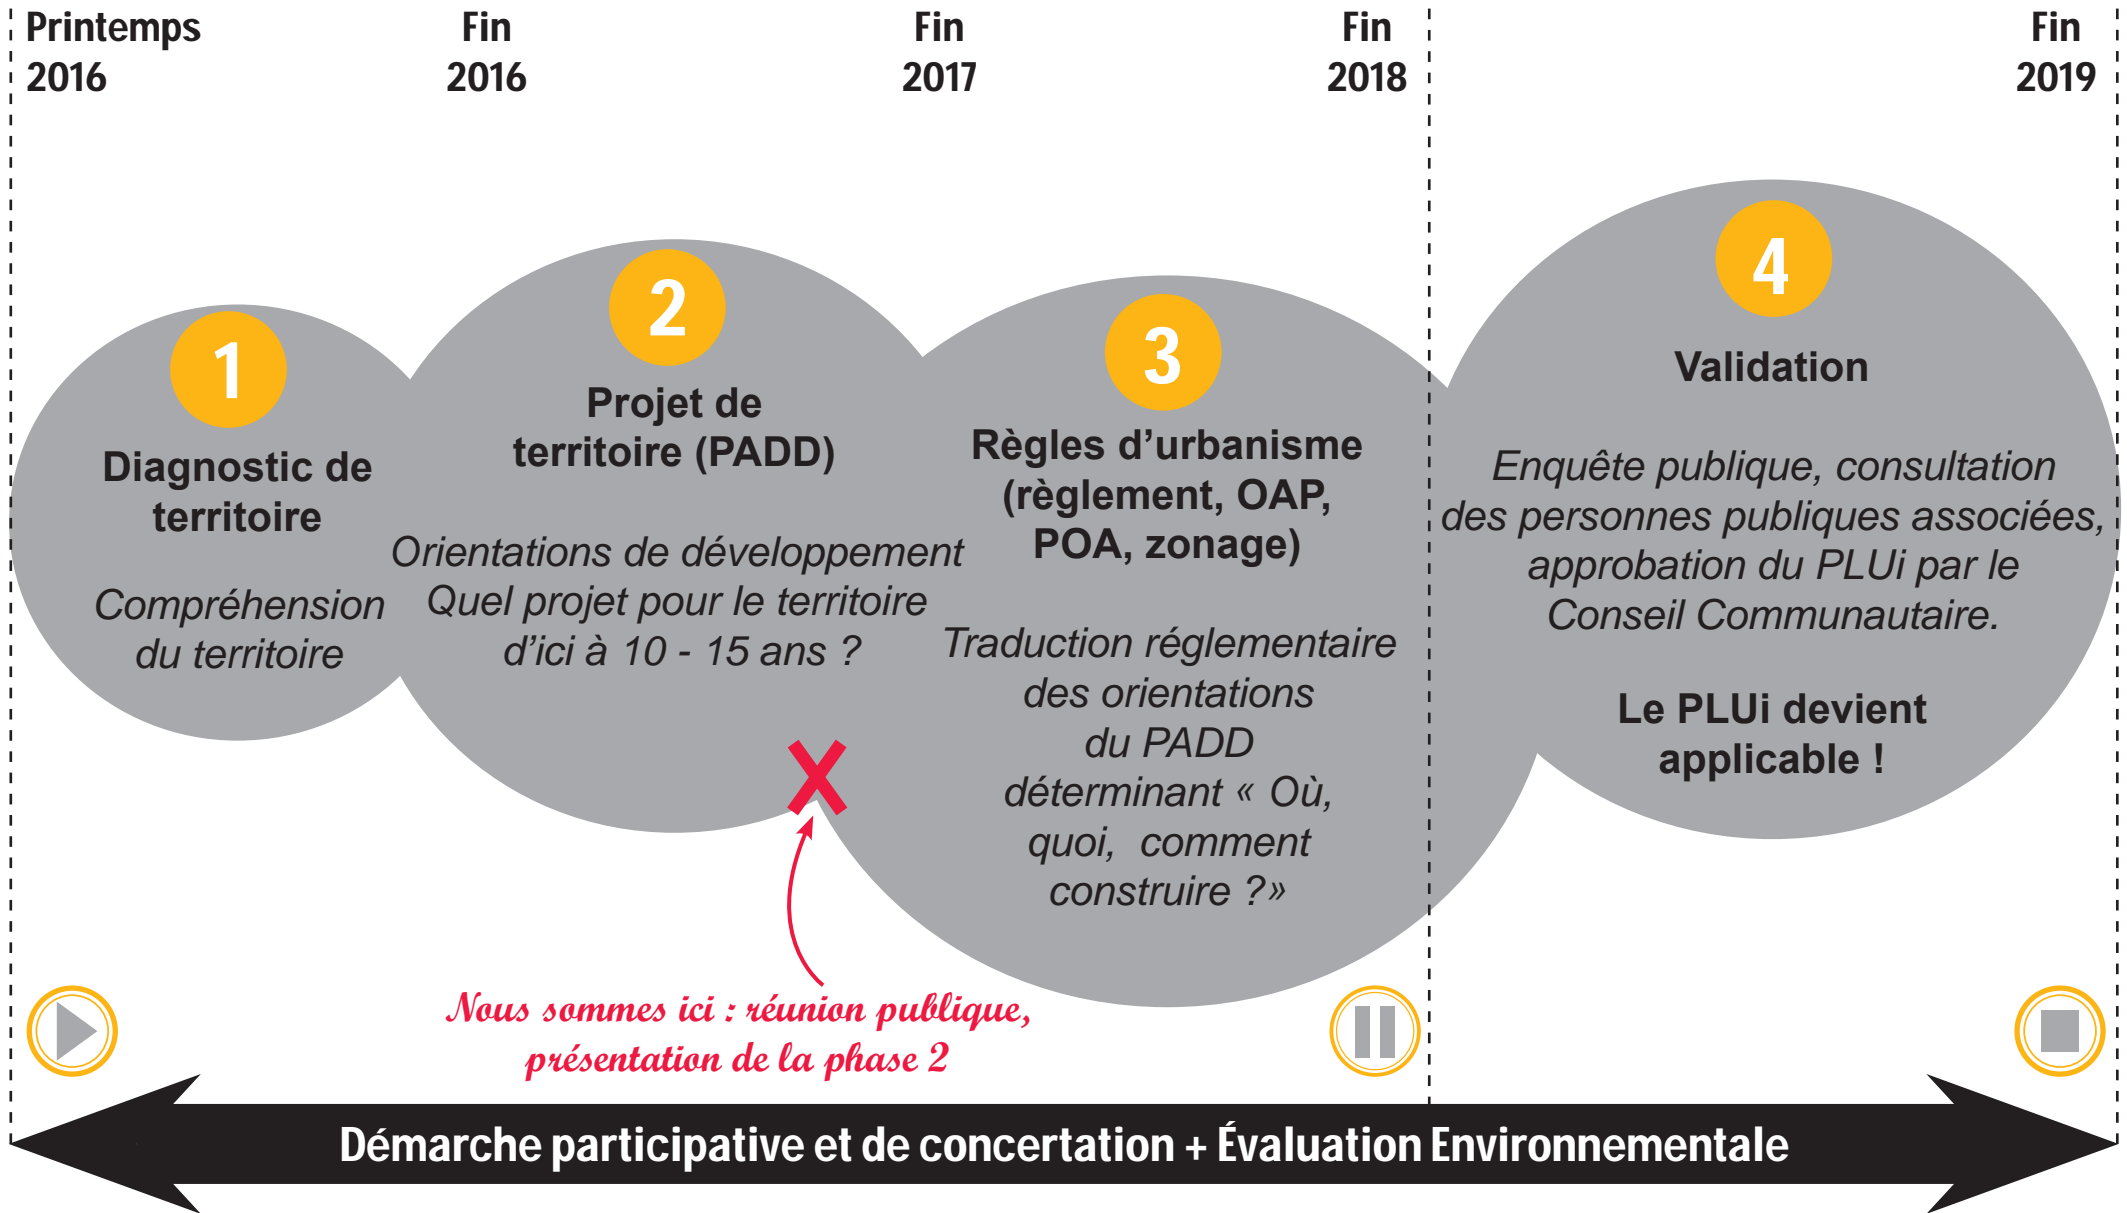 Printemps
2016
Fin
2016
Fin
2017
Fin
2018
Fin
2019
1
Diagnostic de
territoire
Compréhension
du territoire
2
Projet de
territoire (PADD)
Orientations de développement
Quel projet pour le territoire
d’ici à 10 - 15 ans ?
3
Règles d’urbanisme
(règlement, OAP,
POA, zonage)
Traduction réglementaire
des orientations
du PADD
déterminant « Où,
quoi, comment
construire ?»
4
Validation
Enquête publique, consultation
des personnes publiques associées,
approbation du PLUi par le
Conseil Communautaire.
Le PLUi devient
applicable !
Nous sommes ici : réunion publique,
présentation de la phase 2
Démarche participative et de concertation + Évaluation Environnementale